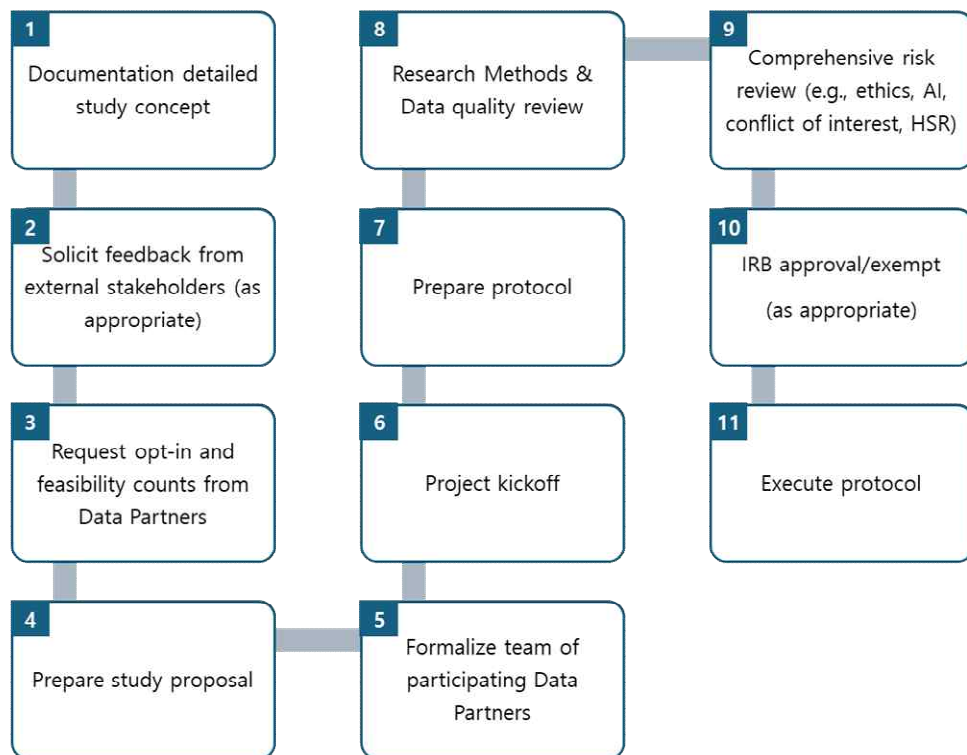 1
Documentation detailed
study concept
2
Solicit feedback from
external stakeholders (as
appropriate)
3
Request opt-in and
feasibility counts from
Data Partners
4
Prepare study proposal
5
Formalize team of
participating Data
Partners
6
Project kickoff
7
Prepare protocol
8
Research Methods &
Data quality review
9
Comprehensive risk
review (e.g., ethics, AI,
conflict of interest, HSR)
10
IRB approval/exempt
(as appropriate)
11
Execute protocol